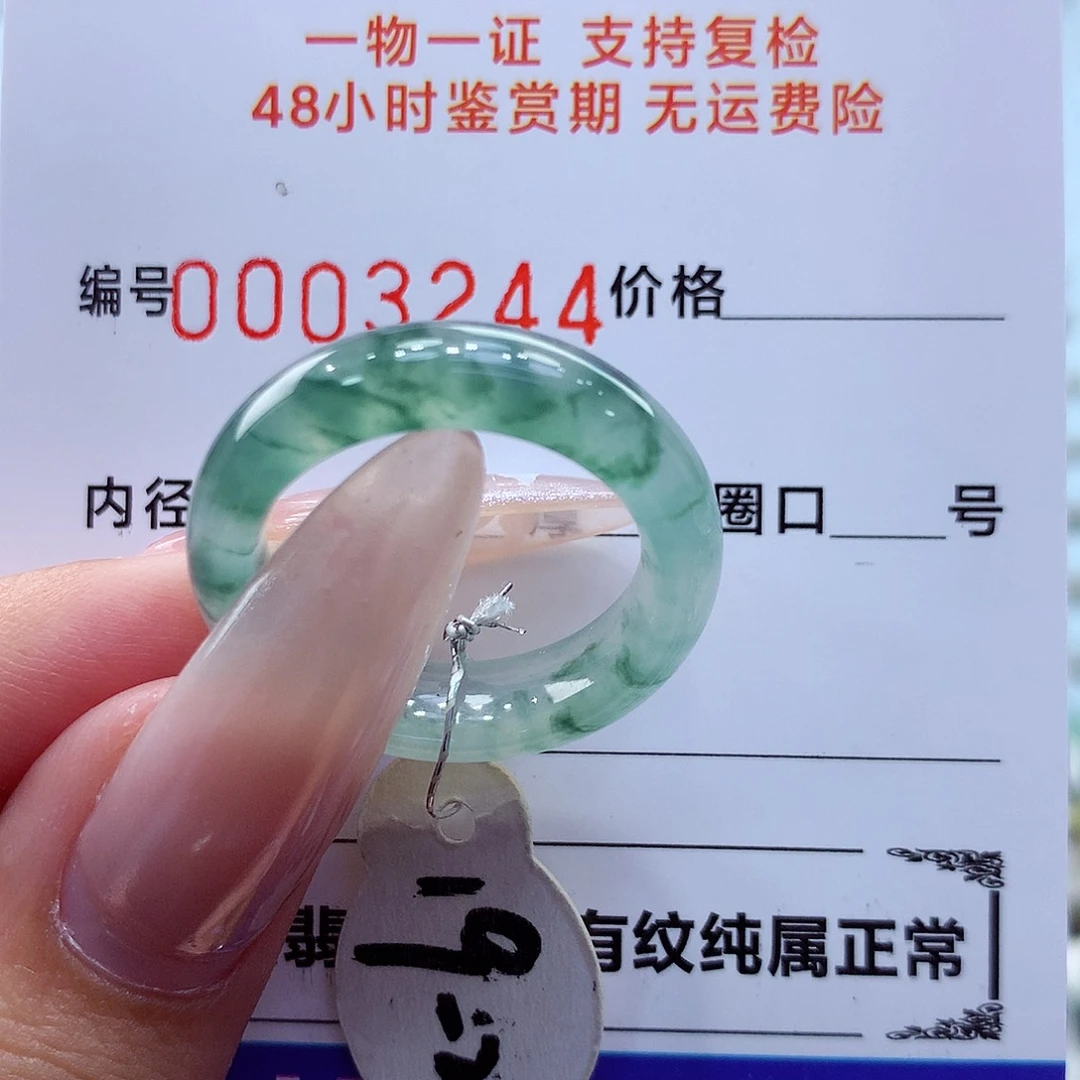 一物一证 支持复检
48小时鉴赏期 无运费险
编号0003244价格
内径 圈口 号
翡 有纹纯属正常
19.